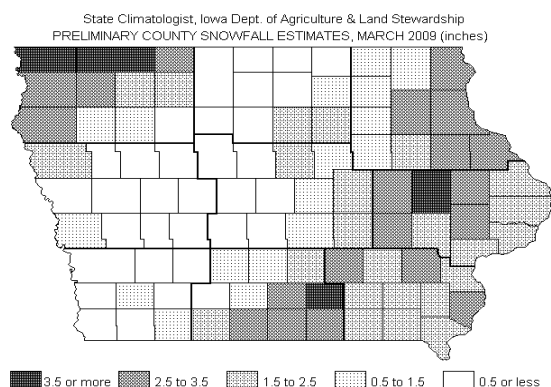 State Climatologist, Iowa Dept. of Agriculture & Land Stewardship
PRELIMINARY COUNTY SNOWFALL ESTIMATES, MARCH 2009 (inches)
3.5 or more 2.5 to 3.5 1.5 to 2.5 0.5 to 1.5 0.5 or less